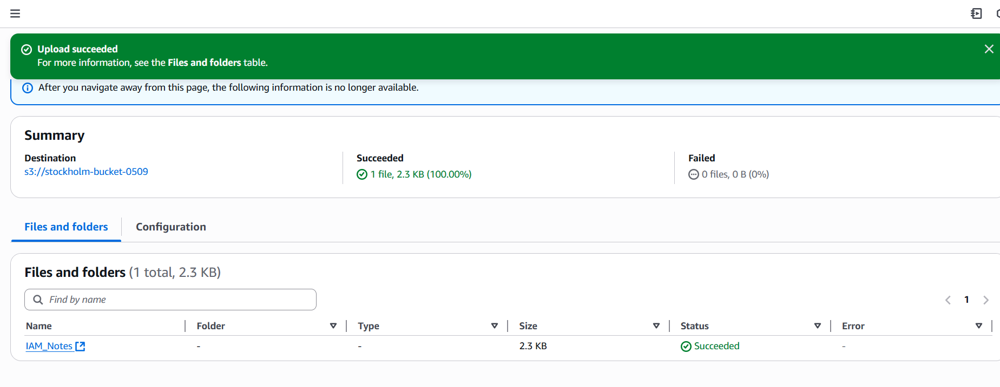 Upload succeeded
For more information, see the Files and folders table.
After you navigate away from this page, the following information is no longer available.
Summary
Destination
s3://stockholm-bucket-0509
Succeeded
1 file, 2.3 KB (100.00%)
Failed
0 files, 0 B (0%)
Files and folders
Configuration
Files and folders (1 total, 2.3 KB)
Find by name
1
Name Folder Type Size Status Error
IAM_Notes - - 2.3 KB Succeeded -